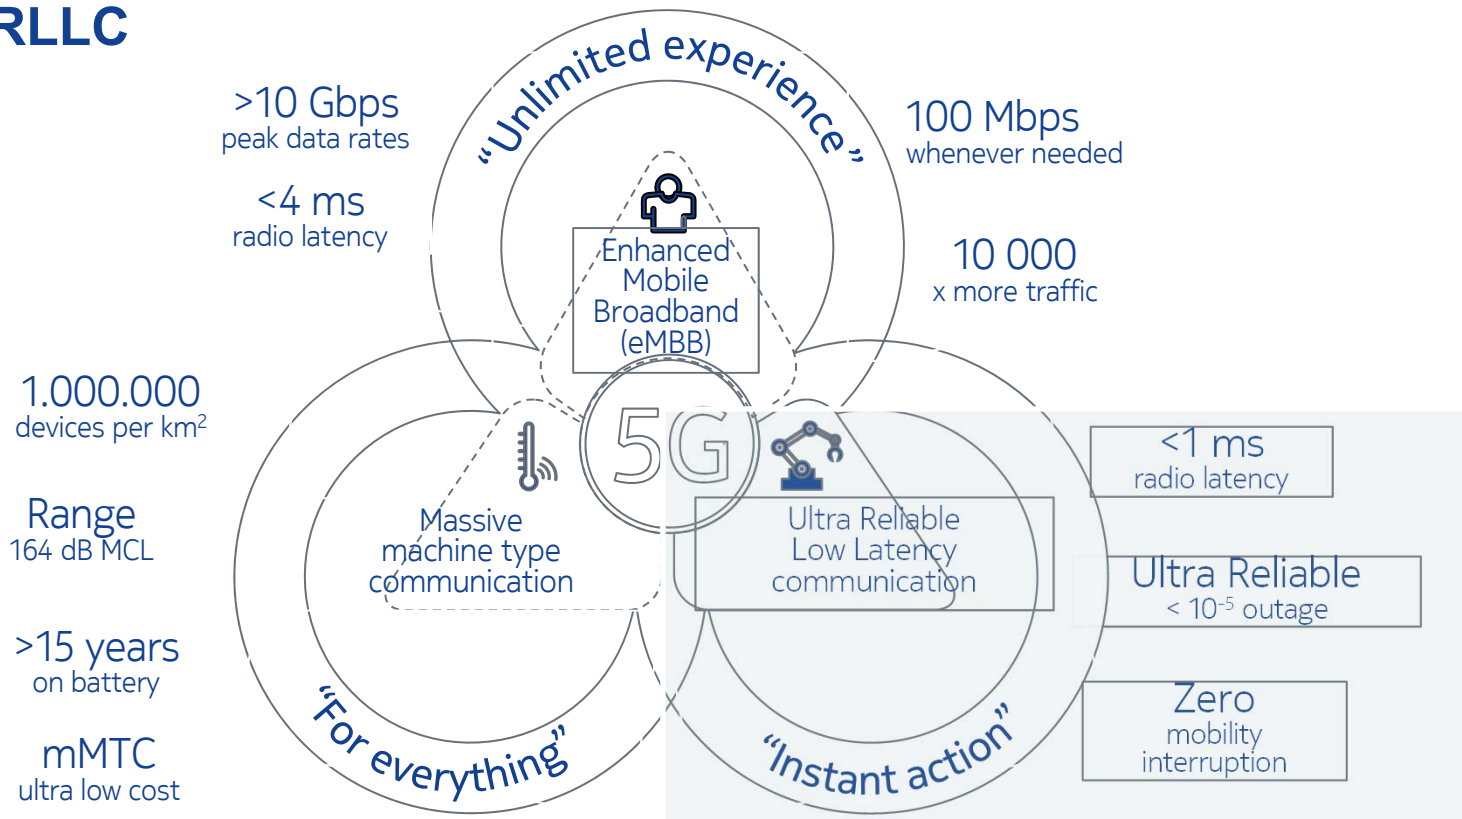 RLLC
“Unlimited experience”
>10 Gbps
peak data rates
<4 ms
radio latency
100 Mbps
whenever needed
10 000
x more traffic
Enhanced
Mobile
Broadband
(eMBB)
5G
1.000.000
devices per km²
Range
164 dB MCL
>15 years
on battery
mMTC
ultra low cost
Massive
machine type
communication
“For everything”
Ultra Reliable
Low Latency
communication
“Instant action”
<1 ms
radio latency
Ultra Reliable
< 10⁻⁵ outage
Zero
mobility
interruption